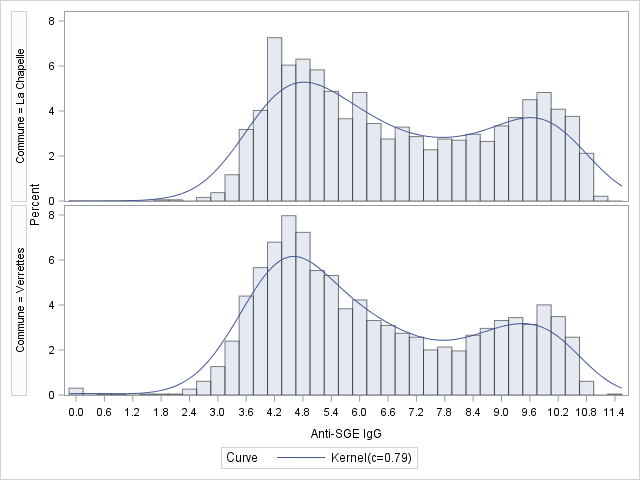 Commune = La Chapelle
8
6
4
2
0
Percent
Commune = Verrettes
8
6
4
2
0
0.0 0.6 1.2 1.8 2.4 3.0 3.6 4.2 4.8 5.4 6.0 6.6 7.2 7.8 8.4 9.0 9.6 10.2 10.8 11.4
Anti-SGE IgG
Curve Kernel(c=0.79)